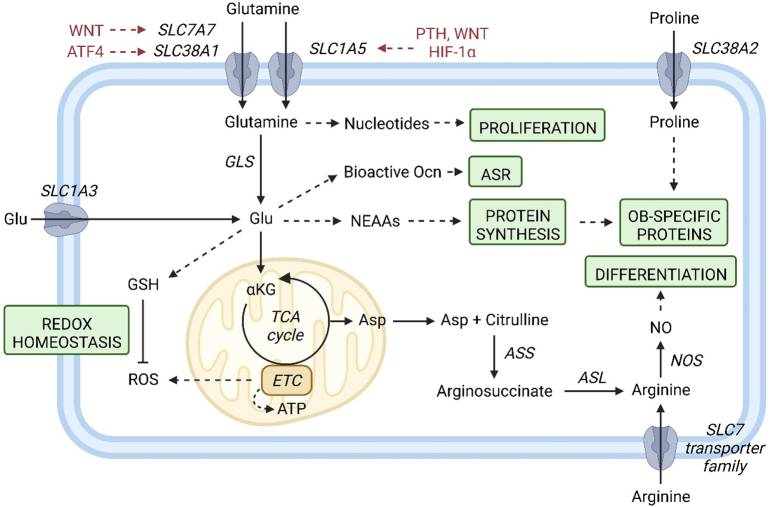 Glutamine
Proline
WNT
SLC7A7
PTH, WNT
ATF4
SLC38A1
SLC1A5
HIF-1α
SLC38A2
Glutamine
Nucleotides
PROLIFERATION
Proline
GLS
Bioactive Ocn
ASR
SLC1A3
Glu
Glu
NEAAs
PROTEIN
SYNTHESIS
OB-SPECIFIC
PROTEINS
GSH
αKG
DIFFERENTIATION
REDOX
HOMEOSTASIS
TCA
cycle
Asp
Asp + Citrulline
NO
ASS
NOS
ROS
ETC
ATP
Arginosuccinate
ASL
Arginine
SLC7
transporter
family
Arginine